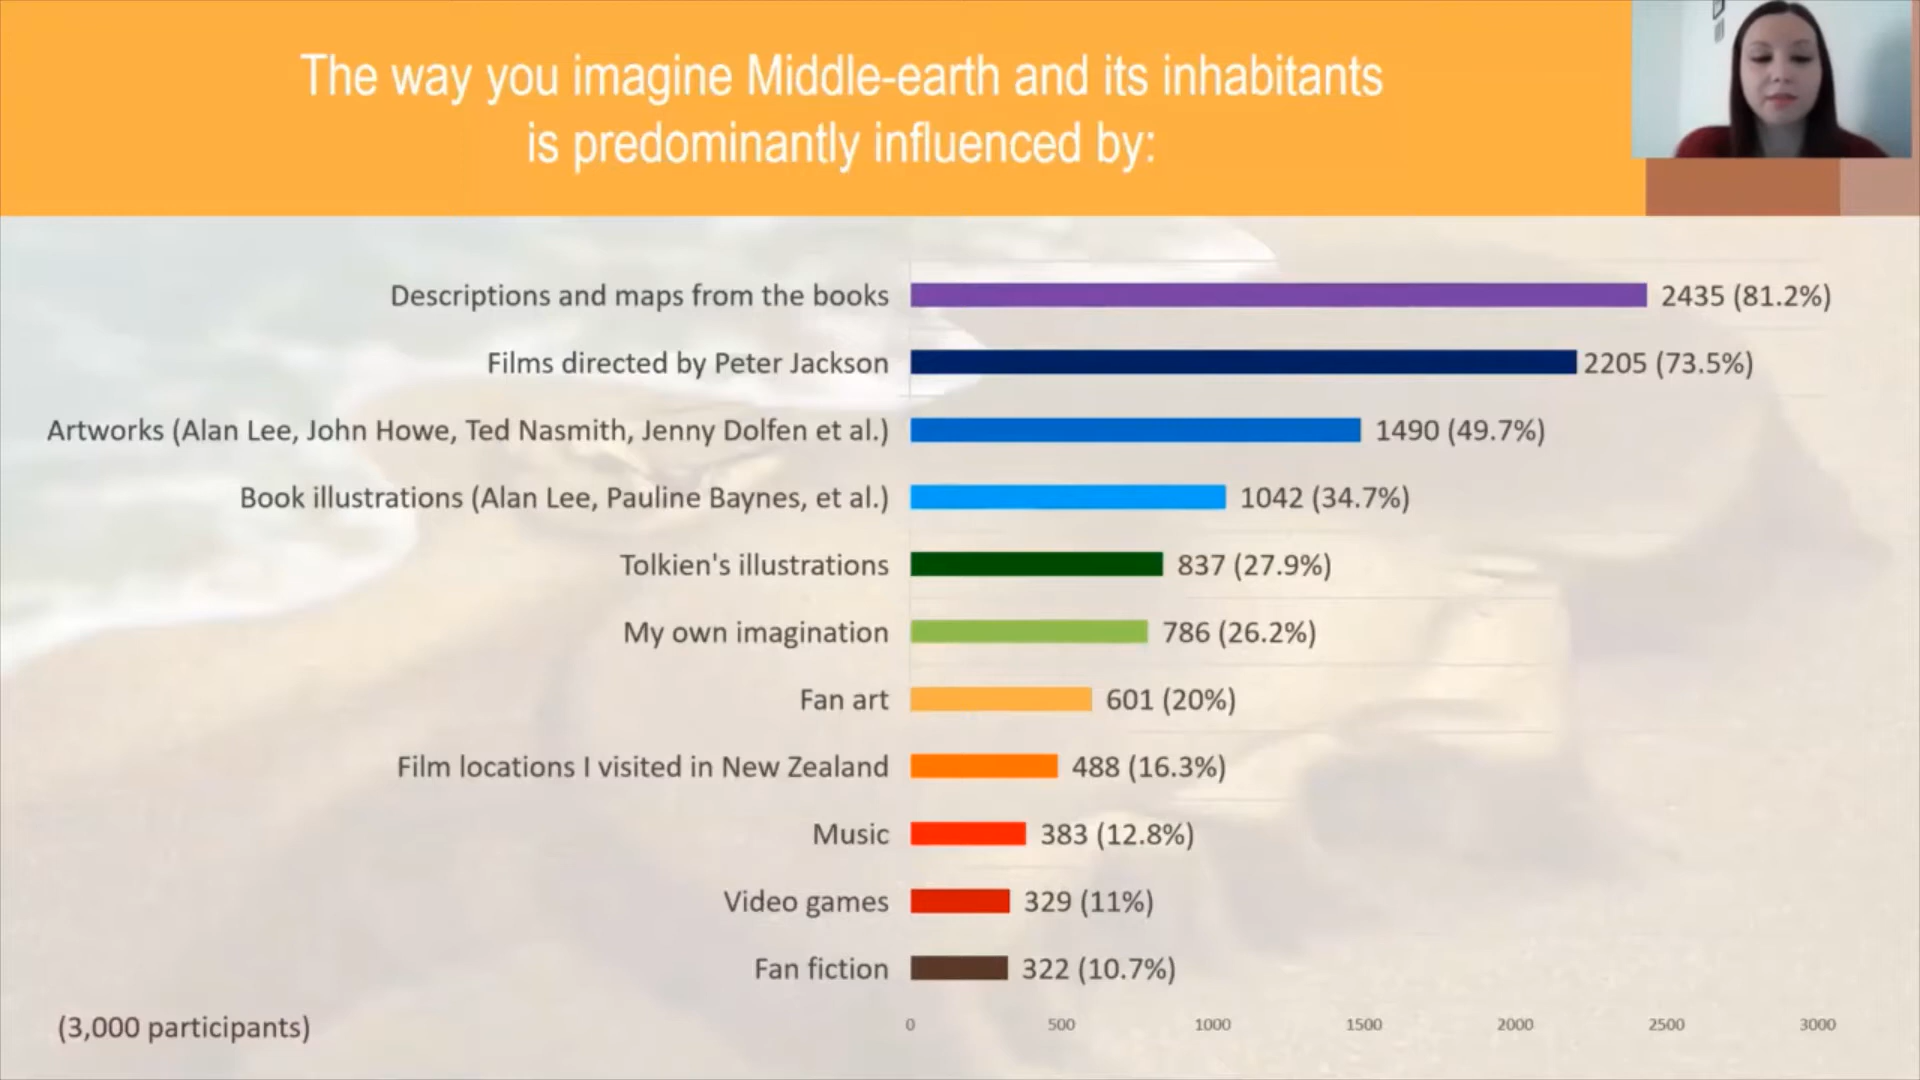 The way you imagine Middle-earth and its inhabitants
is predominantly influenced by:
Descriptions and maps from the books 2435 (81.2%)
Films directed by Peter Jackson 2205 (73.5%)
Artworks (Alan Lee, John Howe, Ted Nasmith, Jenny Dolfen et al.) 1490 (49.7%)
Book illustrations (Alan Lee, Pauline Baynes, et al.) 1042 (34.7%)
Tolkien's illustrations 837 (27.9%)
My own imagination 786 (26.2%)
Fan art 601 (20%)
Film locations I visited in New Zealand 488 (16.3%)
Music 383 (12.8%)
Video games 329 (11%)
Fan fiction 322 (10.7%)
(3,000 participants) 0 500 1000 1500 2000 2500 3000